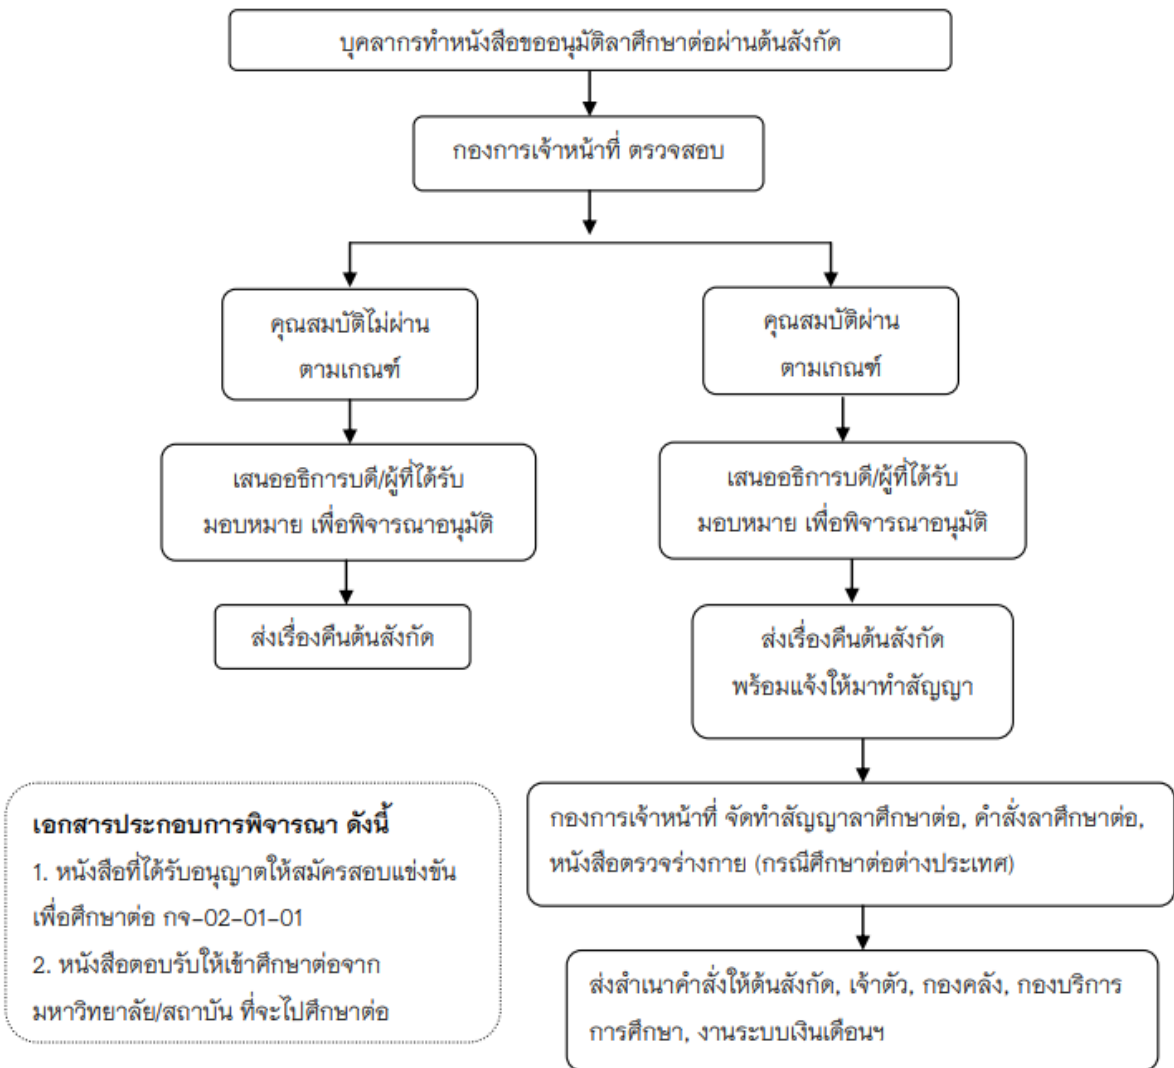 บุคลากรทำหนังสือขออนุมัติลาศึกษาต่อผ่านต้นสังกัด
กองการเจ้าหน้าที่ ตรวจสอบ
คุณสมบัติไม่ผ่าน
ตามเกณฑ์
คุณสมบัติผ่าน
ตามเกณฑ์
เสนออธิการบดี/ผู้ที่ได้รับ
มอบหมาย เพื่อพิจารณาอนุมัติ
เสนออธิการบดี/ผู้ที่ได้รับ
มอบหมาย เพื่อพิจารณาอนุมัติ
ส่งเรื่องคืนต้นสังกัด
ส่งเรื่องคืนต้นสังกัด
พร้อมแจ้งให้มาทำสัญญา
เอกสารประกอบการพิจารณา ดังนี้
1. หนังสือที่ได้รับอนุญาตให้สมัครสอบแข่งขัน
เพื่อศึกษาต่อ กจ-02-01-01
2. หนังสือตอบรับให้เข้าศึกษาต่อจาก
มหาวิทยาลัย/สถาบัน ที่จะไปศึกษาต่อ
กองการเจ้าหน้าที่ จัดทำสัญญาลาศึกษาต่อ, คำสั่งลาศึกษาต่อ,
หนังสือตรวจร่างกาย (กรณีศึกษาต่อต่างประเทศ)
ส่งสำเนาคำสั่งให้ต้นสังกัด, เจ้าตัว, กองคลัง, กองบริการ
การศึกษา, งานระบบเงินเดือนฯ